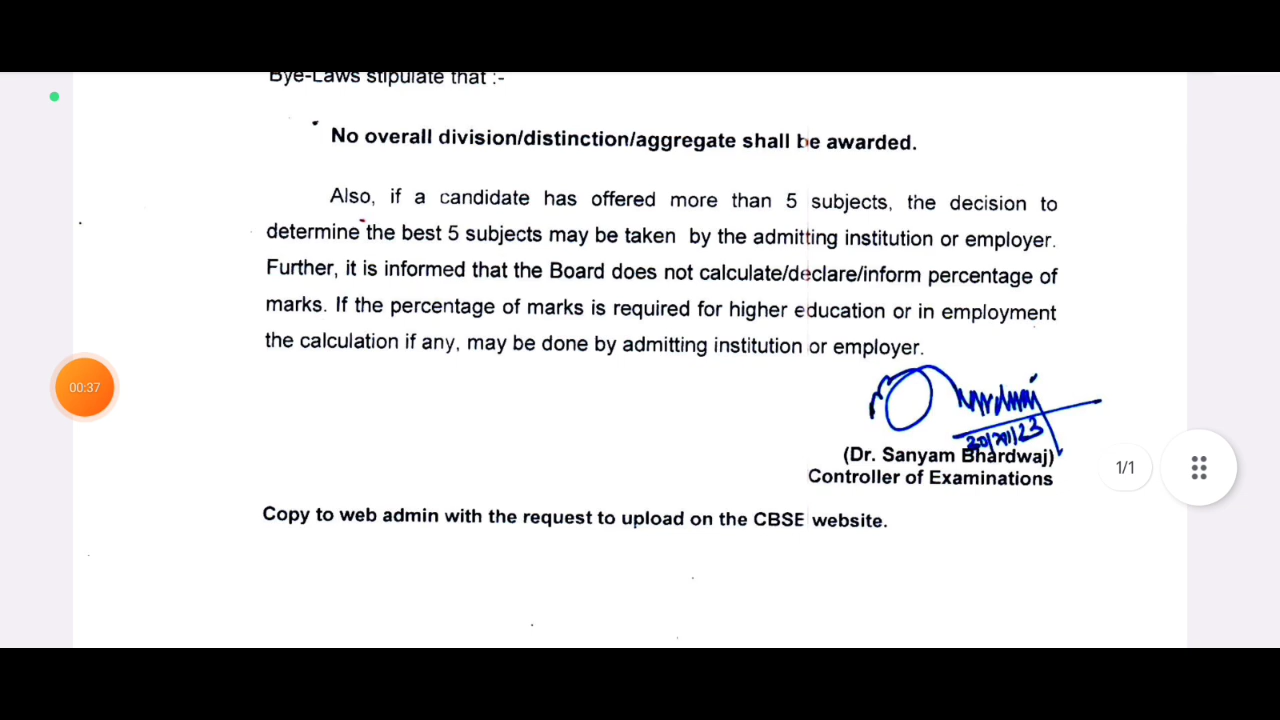 Bye-Laws stipulate that :-
No overall division/distinction/aggregate shall be awarded.
Also, if a candidate has offered more than 5 subjects, the decision to
determine the best 5 subjects may be taken by the admitting institution or employer.
Further, it is informed that the Board does not calculate/declare/inform percentage of
marks. If the percentage of marks is required for higher education or in employment
the calculation if any, may be done by admitting institution or employer.
00:37
(Dr. Sanyam Bhardwaj)
1/1
Controller of Examinations
Copy to web admin with the request to upload on the CBSE website.